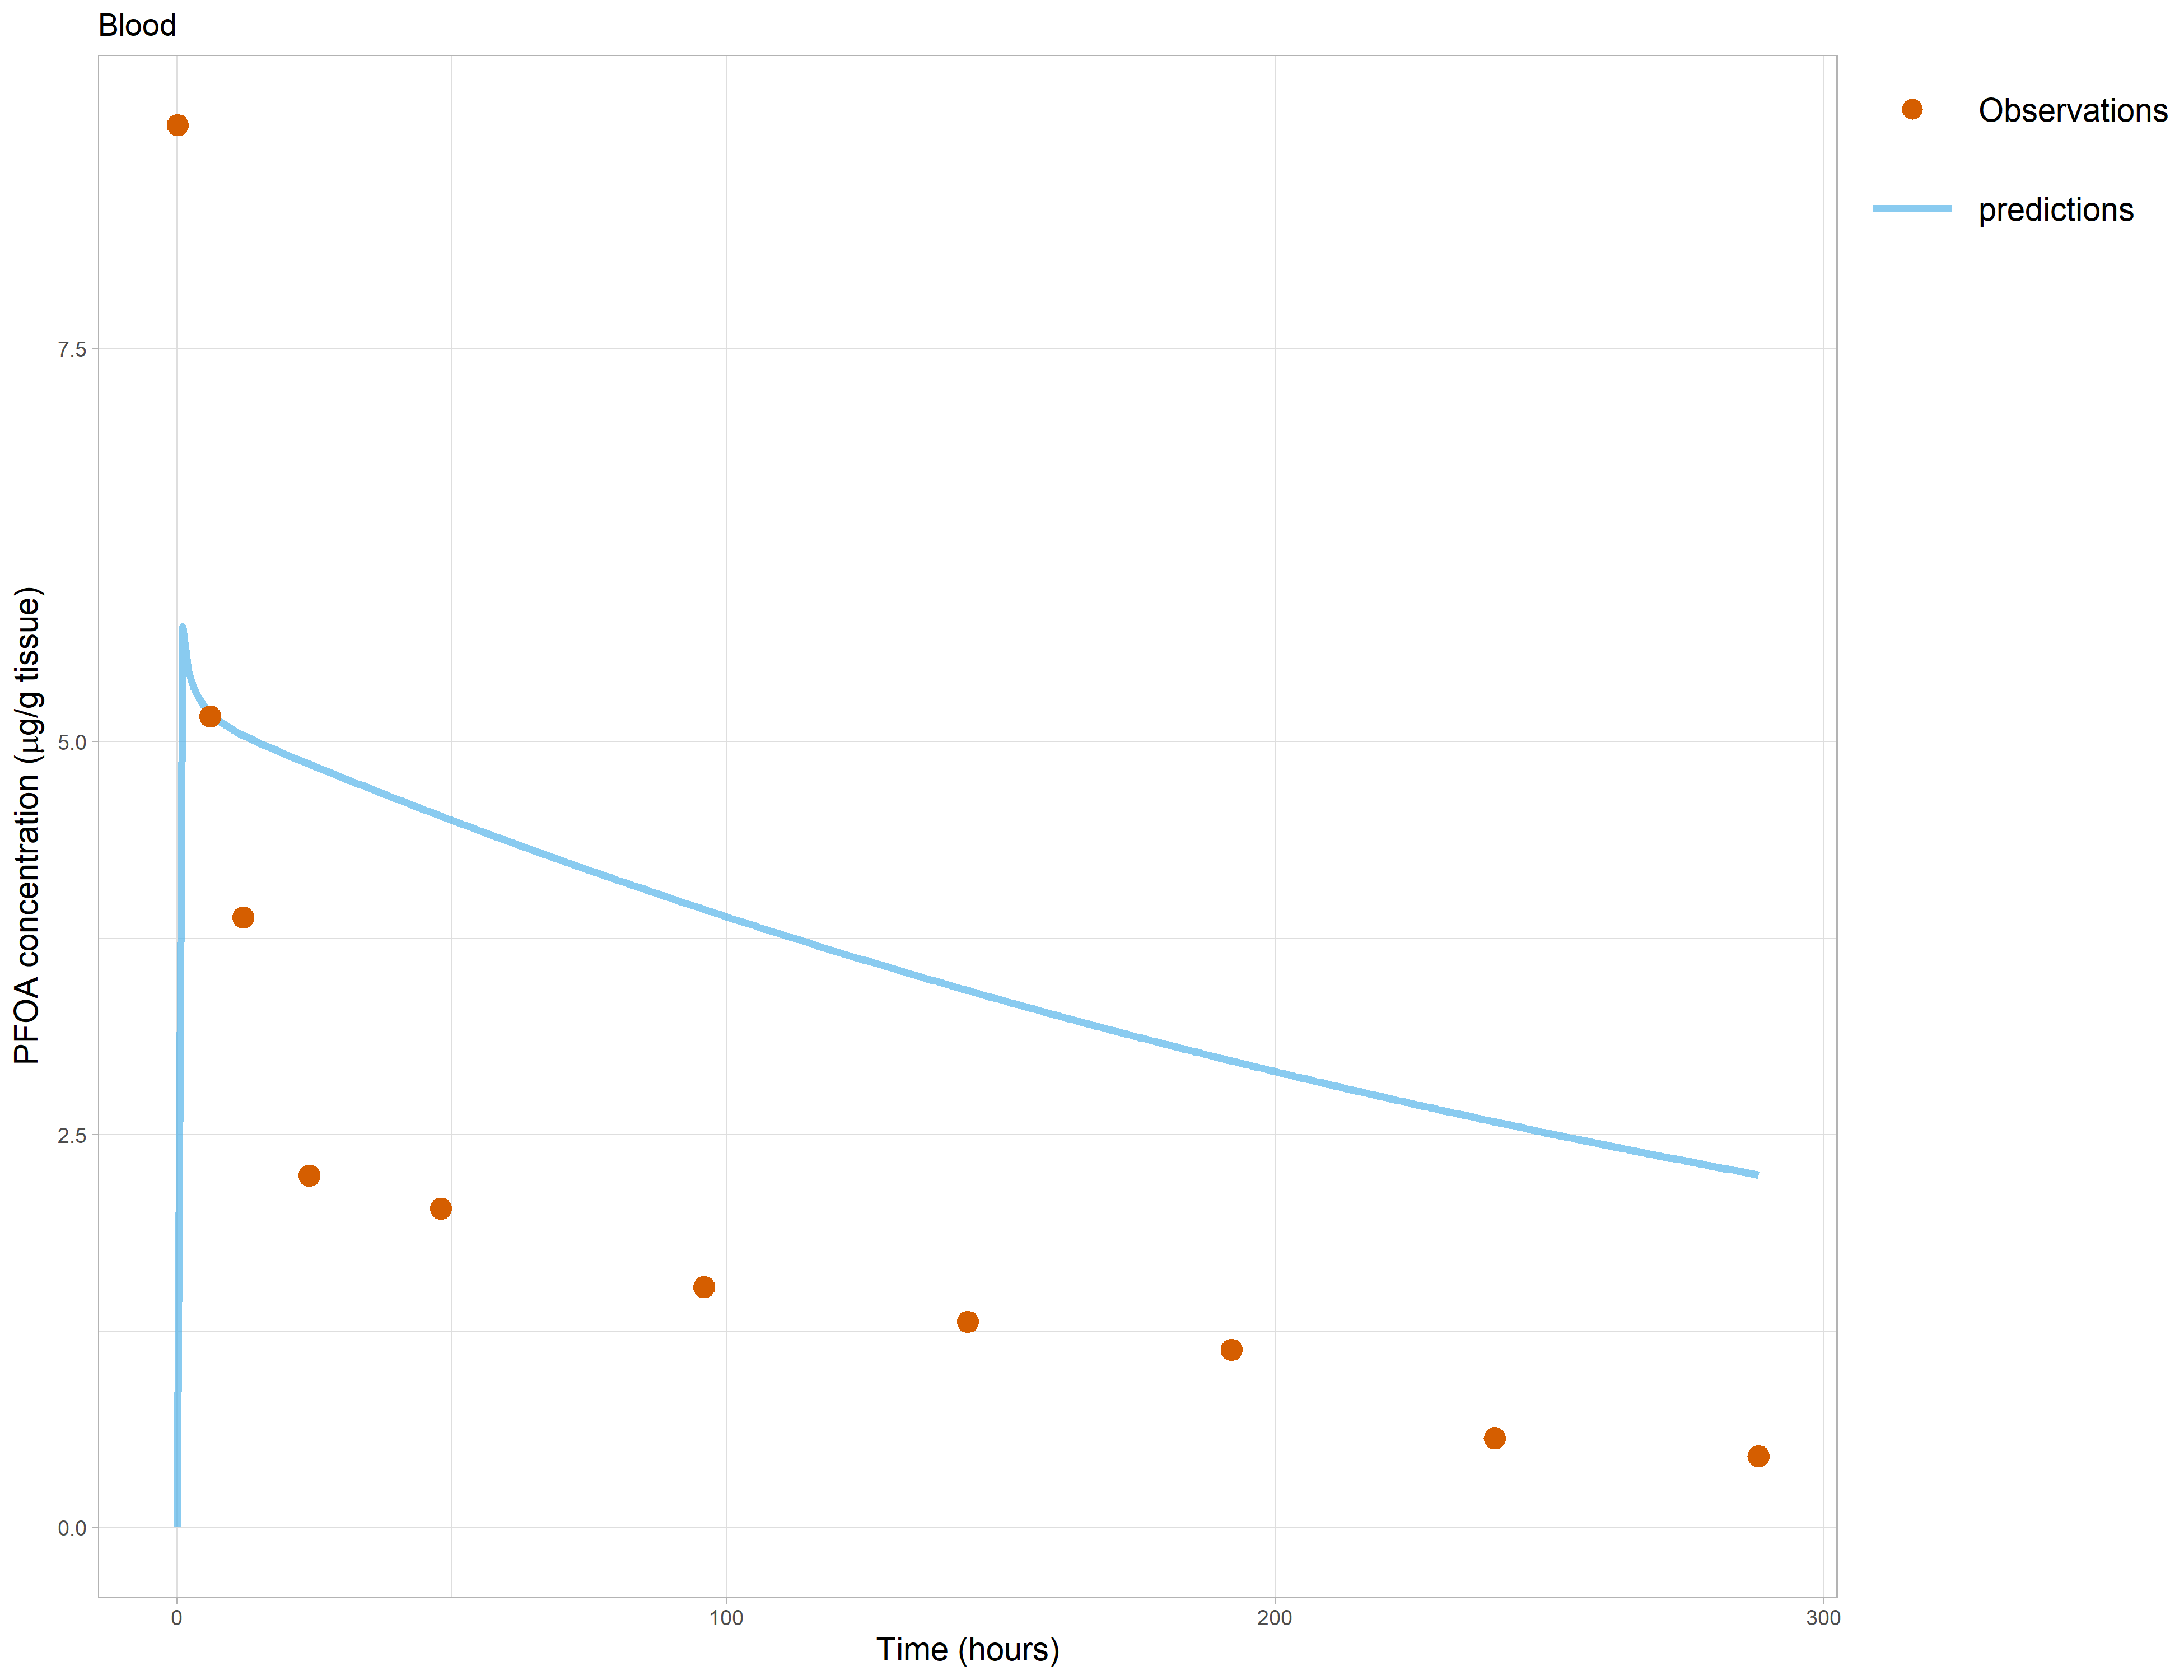 Blood
Observations
predictions
PFOA concentration (μg/g tissue)
7.5
5.0
2.5
0.0
0
100
200
300
Time (hours)